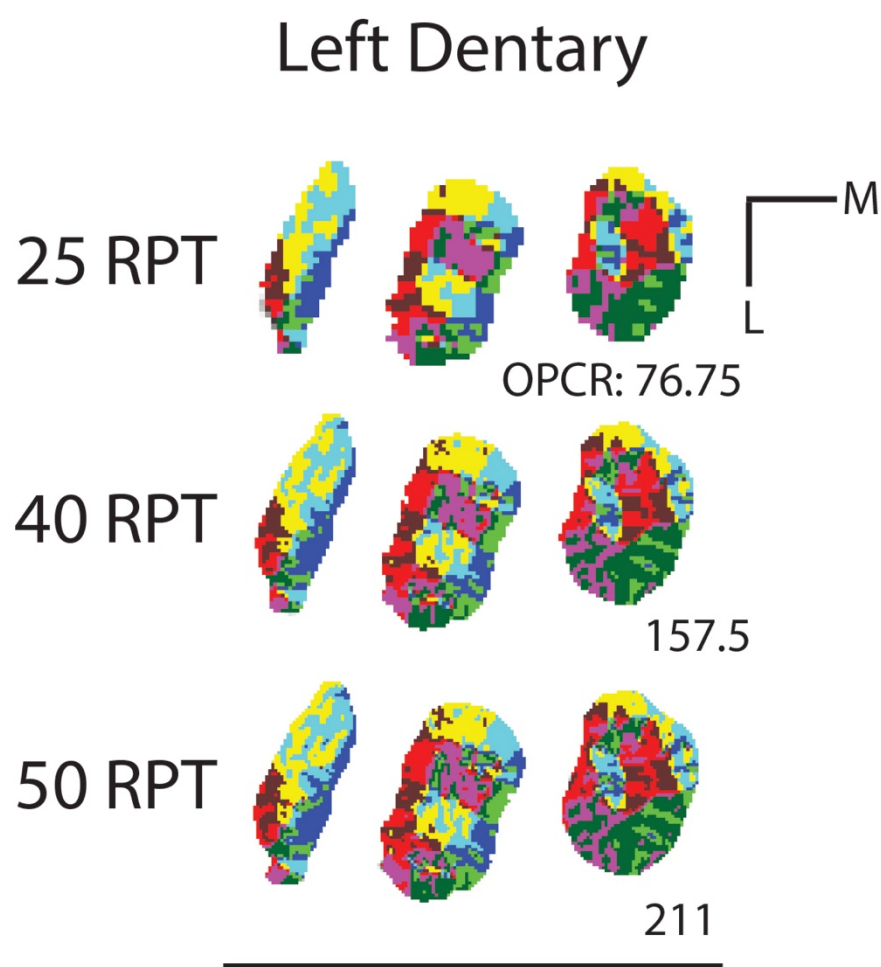 Left Dentary
25 RPT
M
L
OPCR: 76.75
40 RPT
157.5
50 RPT
211